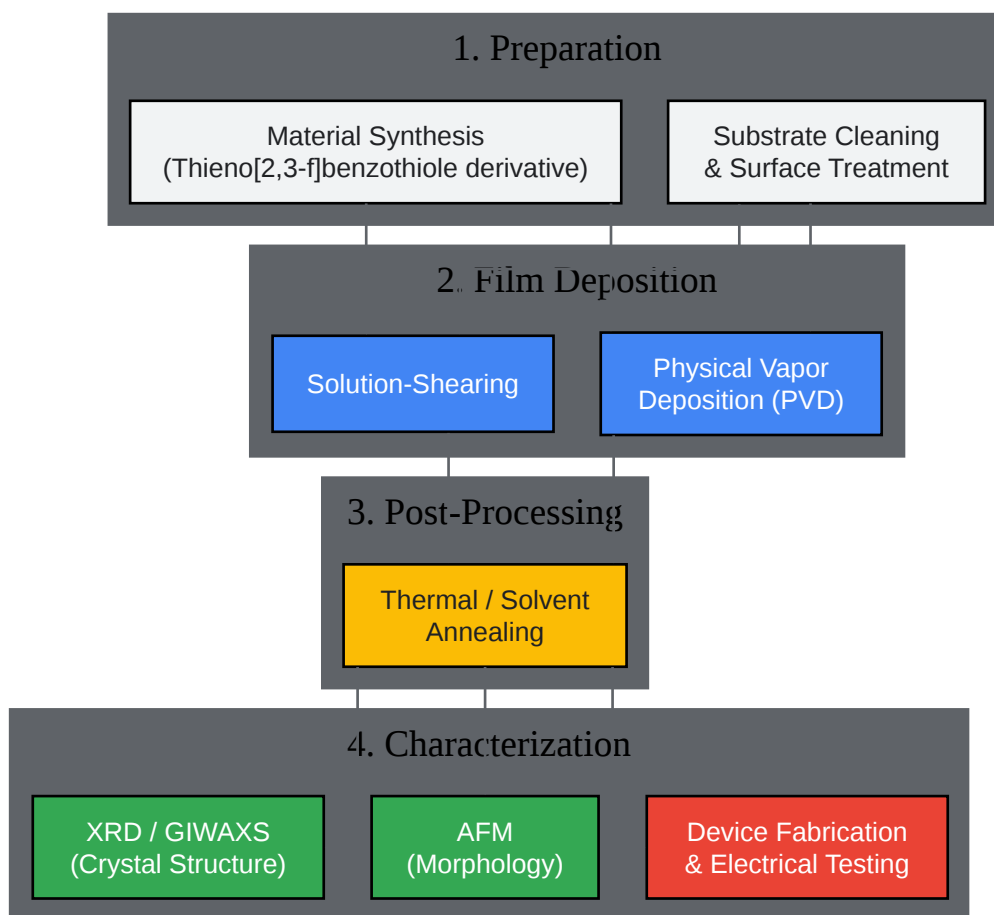 1. Preparation
Material Synthesis
(Thieno[2,3-f]benzothiole derivative)
Substrate Cleaning
& Surface Treatment
2. Film Deposition
Solution-Shearing
Physical Vapor
Deposition (PVD)
3. Post-Processing
Thermal / Solvent
Annealing
4. Characterization
XRD / GIWAXS
(Crystal Structure)
AFM
(Morphology)
Device Fabrication
& Electrical Testing